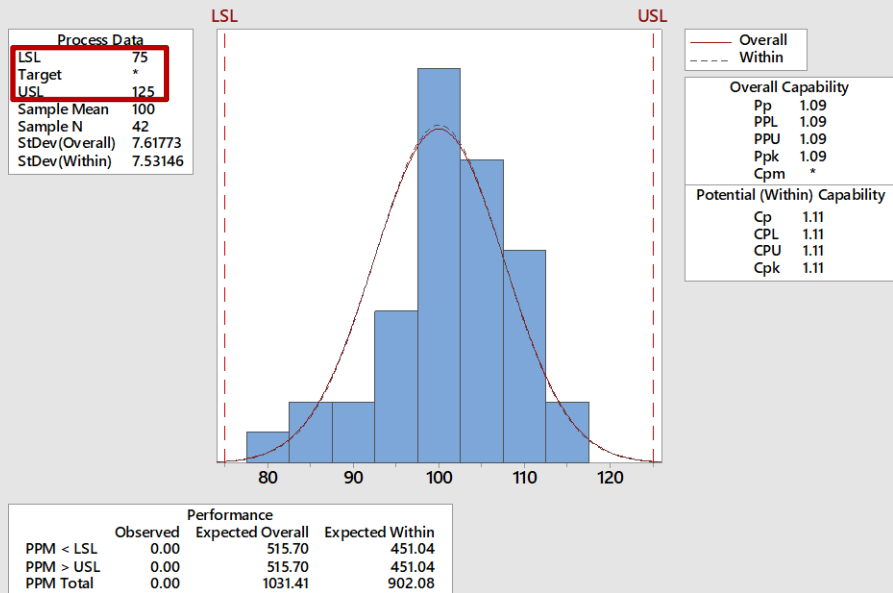 LSL USL
Process Data
LSL 75
Target *
USL 125
Sample Mean 100
Sample N 42
StDev(Overall) 7.61773
StDev(Within) 7.53146
Overall
Within
Overall Capability
Pp 1.09
PPL 1.09
PPU 1.09
Ppk 1.09
Cpm *
Potential (Within) Capability
Cp 1.11
CPL 1.11
CPU 1.11
Cpk 1.11
80 90 100 110 120
Performance
Observed Expected Overall Expected Within
PPM < LSL 0.00 515.70 451.04
PPM > USL 0.00 515.70 451.04
PPM Total 0.00 1031.41 902.08